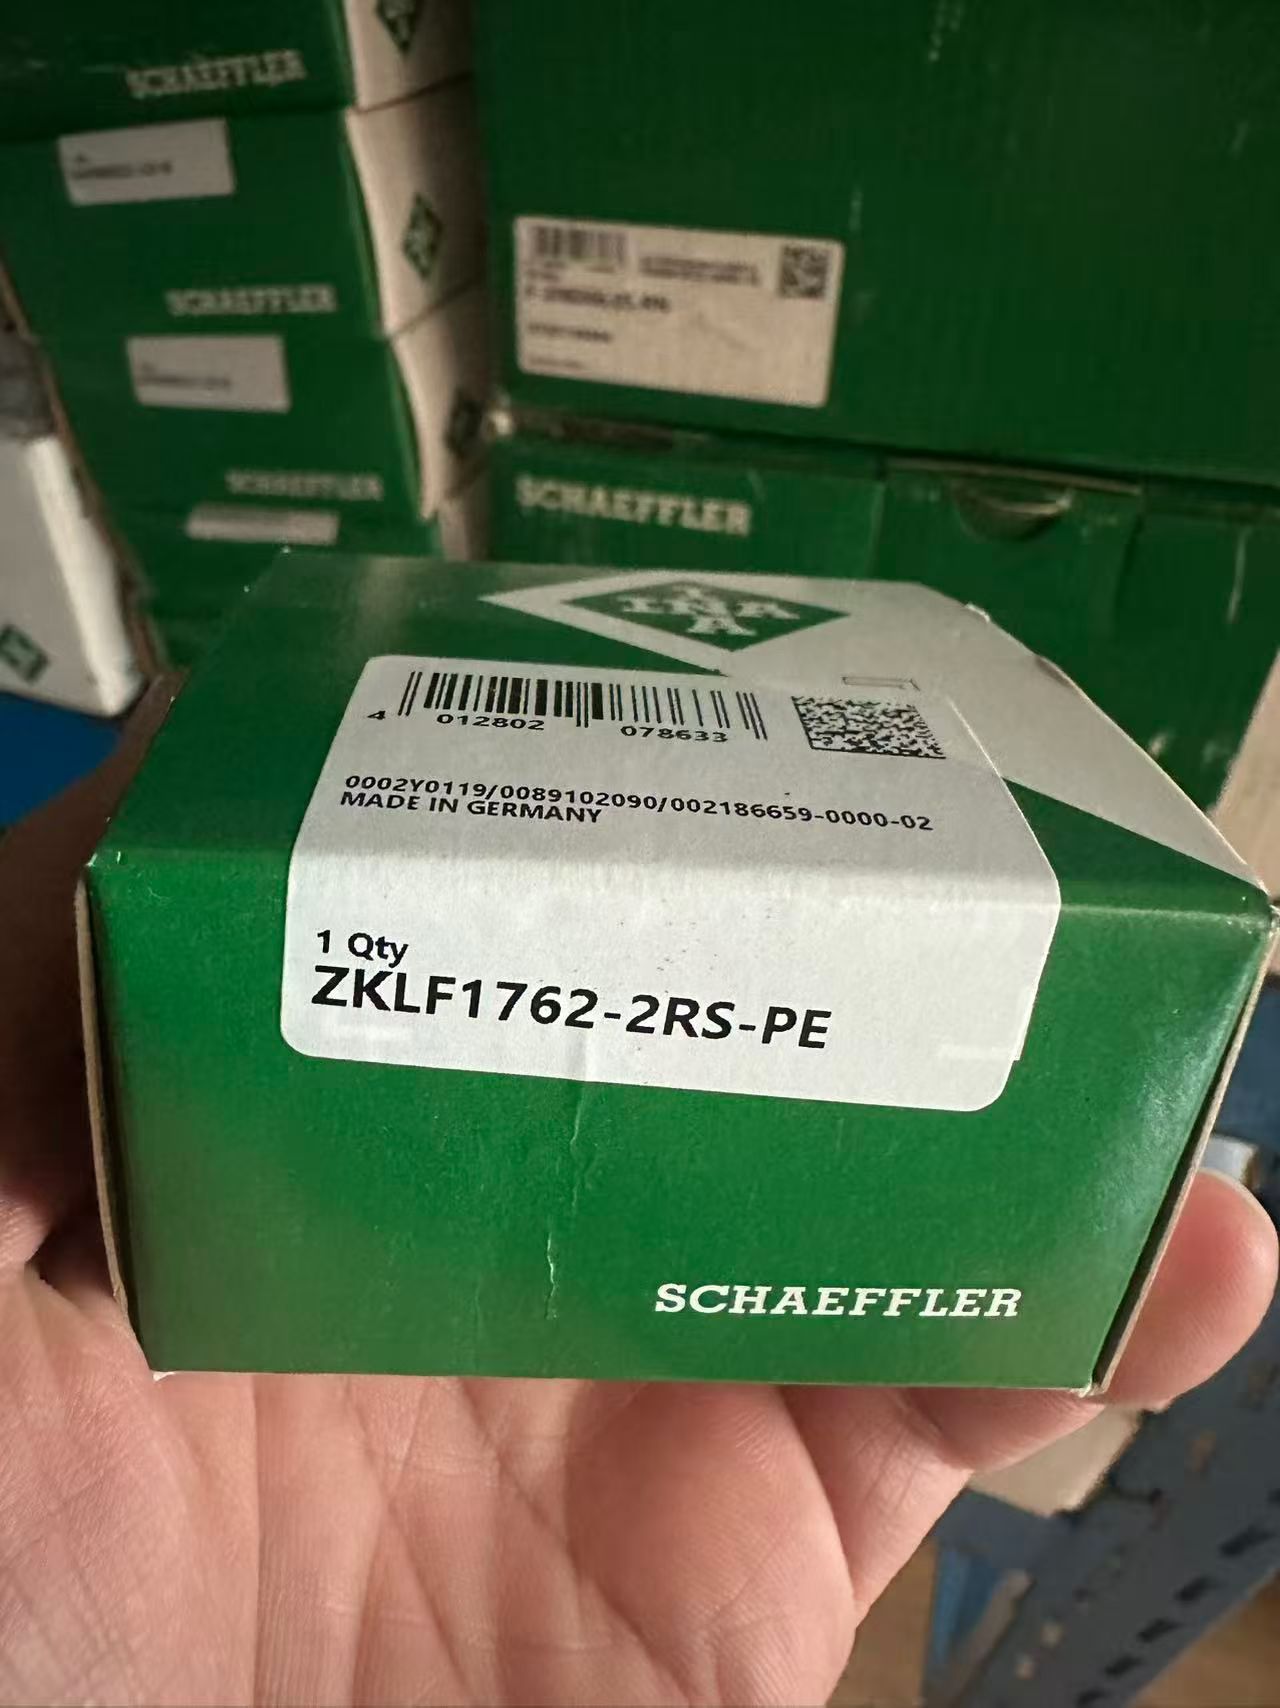 SCHAEFFLER
SCHAEFFLER
SCHAEFFLER
SCHAEFFLER
INA
4 012802 078633
0002Y0119/0089102090/002186659-0000-02
MADE IN GERMANY
1 Qty
ZKLF1762-2RS-PE
SCHAEFFLER